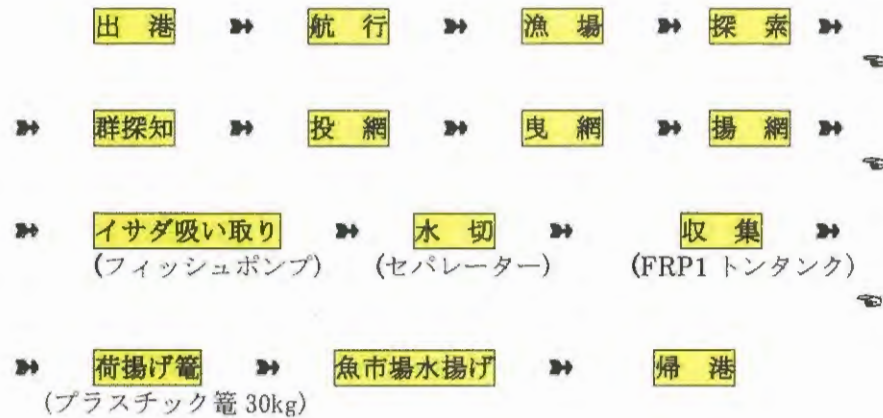 出 港 ➽ 航 行 ➽ 漁 場 ➽ 探 索 ➽
☜
➽ 群探知 ➽ 投 網 ➽ 曳 網 ➽ 揚 網 ➽
☜
➽ イサダ吸い取り ➽ 水 切 ➽ 収 集 ➽
(フィッシュポンプ) (セパレーター) (FRP1 トンタンク)
☜
➽ 荷揚げ篭 ➽ 魚市場水揚げ ➽ 帰 港
(プラスチック篭 30kg)